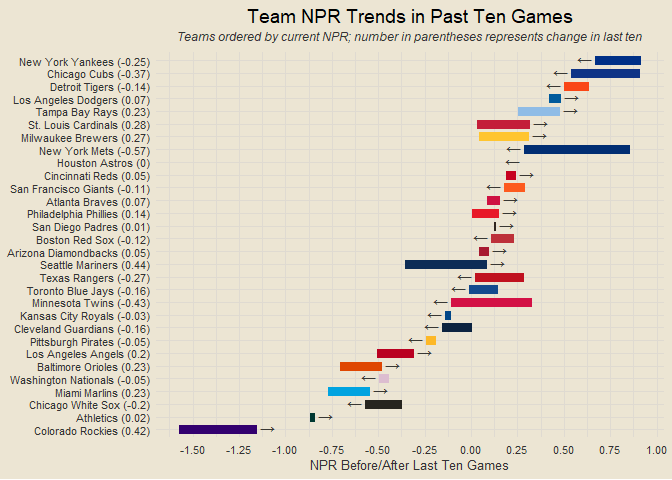 Team NPR Trends in Past Ten Games
Teams ordered by current NPR; number in parentheses represents change in last ten
New York Yankees (-0.25)
Chicago Cubs (-0.37)
Detroit Tigers (-0.14)
Los Angeles Dodgers (0.07)
Tampa Bay Rays (0.23)
St. Louis Cardinals (0.28)
Milwaukee Brewers (0.27)
New York Mets (-0.57)
Houston Astros (0)
Cincinnati Reds (0.05)
San Francisco Giants (-0.11)
Atlanta Braves (0.07)
Philadelphia Phillies (0.14)
San Diego Padres (0.01)
Boston Red Sox (-0.12)
Arizona Diamondbacks (0.05)
Seattle Mariners (0.44)
Texas Rangers (-0.27)
Toronto Blue Jays (-0.16)
Minnesota Twins (-0.43)
Kansas City Royals (-0.03)
Cleveland Guardians (-0.16)
Pittsburgh Pirates (-0.05)
Los Angeles Angels (0.2)
Baltimore Orioles (0.23)
Washington Nationals (-0.05)
Miami Marlins (0.23)
Chicago White Sox (-0.2)
Athletics (0.02)
Colorado Rockies (0.42)
-1.50 -1.25 -1.00 -0.75 -0.50 -0.25 0.00 0.25 0.50 0.75 1.00
NPR Before/After Last Ten Games